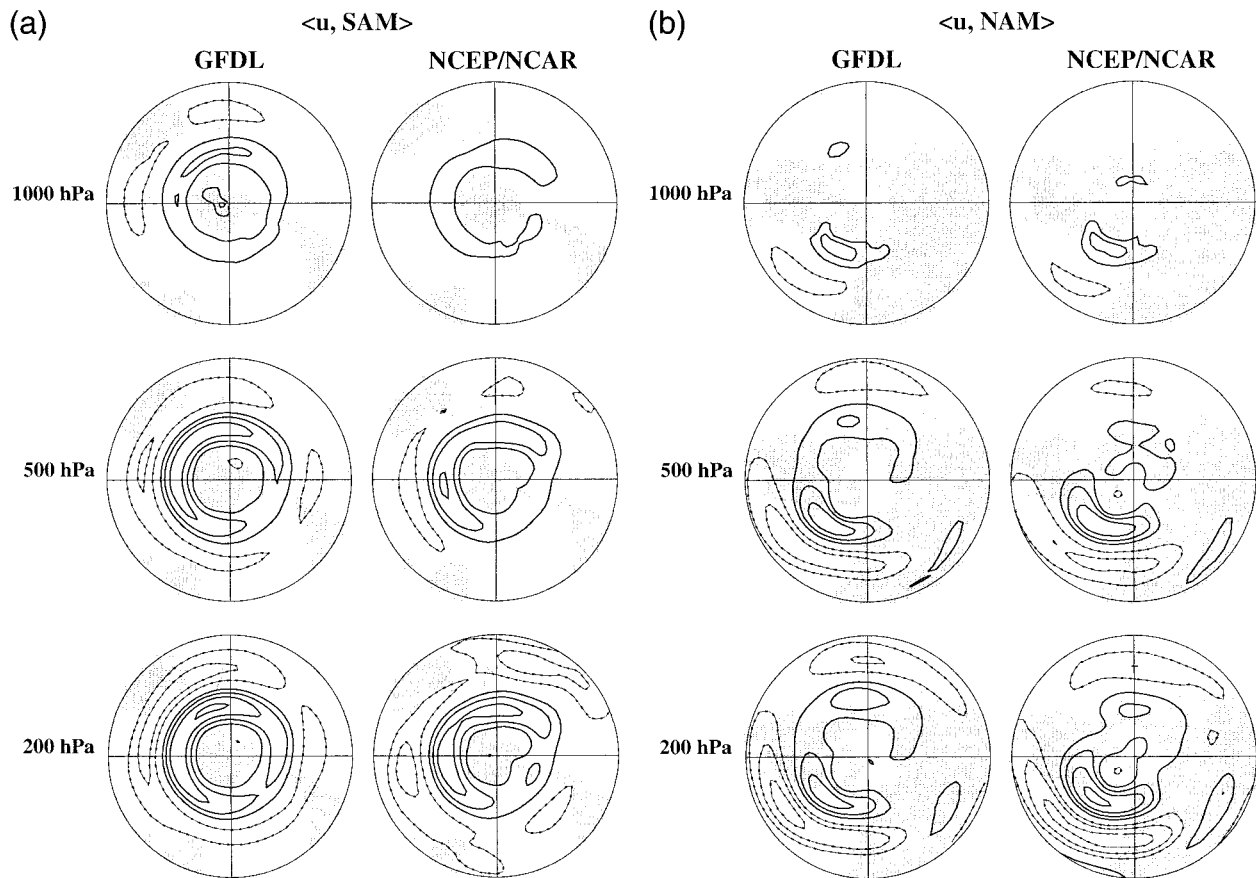 (a) <u, SAM> (b) <u, NAM>
GFDL NCEP/NCAR GFDL NCEP/NCAR
1000 hPa 1000 hPa
500 hPa 500 hPa
200 hPa 200 hPa